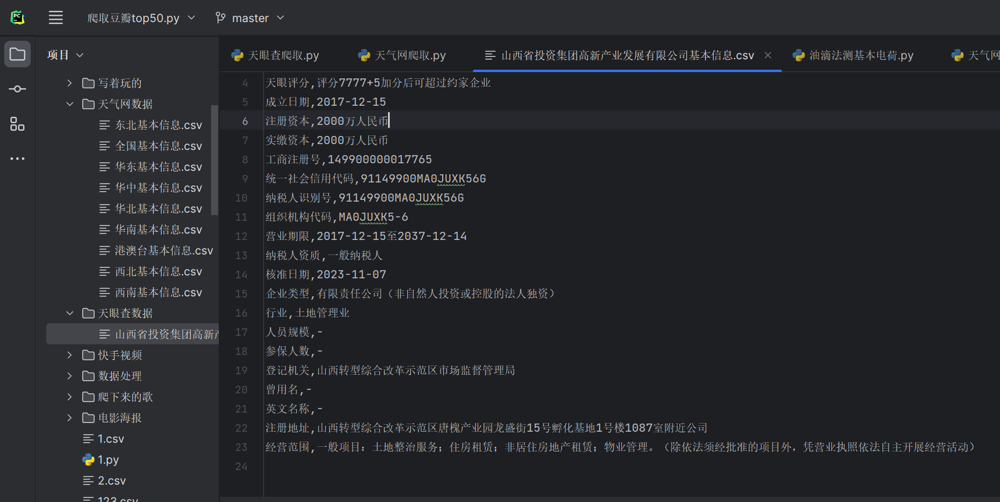 PC
爬取豆瓣top50.py
master
项目
写着玩的
天气网数据
东北基本信息.csv
全国基本信息.csv
华东基本信息.csv
华中基本信息.csv
华北基本信息.csv
华南基本信息.csv
港澳台基本信息.csv
西北基本信息.csv
西南基本信息.csv
天眼查数据
山西省投资集团高新产
快手视频
数据处理
爬下来的歌
电影海报
1.csv
1.py
2.csv
123.csv
天眼查爬取.py
天气网爬取.py
山西省投资集团高新产业发展有限公司基本信息.csv
油滴法测基本电荷.py
天气网
4 天眼评分,评分7777+5加分后可超过约家企业
5 成立日期,2017-12-15
6 注册资本,2000万人民币
7 实缴资本,2000万人民币
8 工商注册号,149900000017765
9 统一社会信用代码,91149900MA0JUXK56G
10 纳税人识别号,91149900MA0JUXK56G
11 组织机构代码,MA0JUXK5-6
12 营业期限,2017-12-15至2037-12-14
13 纳税人资质,一般纳税人
14 核准日期,2023-11-07
15 企业类型,有限责任公司（非自然人投资或控股的法人独资）
16 行业,土地管理业
17 人员规模,-
18 参保人数,-
19 登记机关,山西转型综合改革示范区市场监督管理局
20 曾用名,-
21 英文名称,-
22 注册地址,山西转型综合改革示范区唐槐产业园龙盛街15号孵化基地1号楼1087室附近公司
23 经营范围,一般项目：土地整治服务；住房租赁；非居住房地产租赁；物业管理。（除依法须经批准的项目外，凭营业执照依法自主开展经营活动）
24